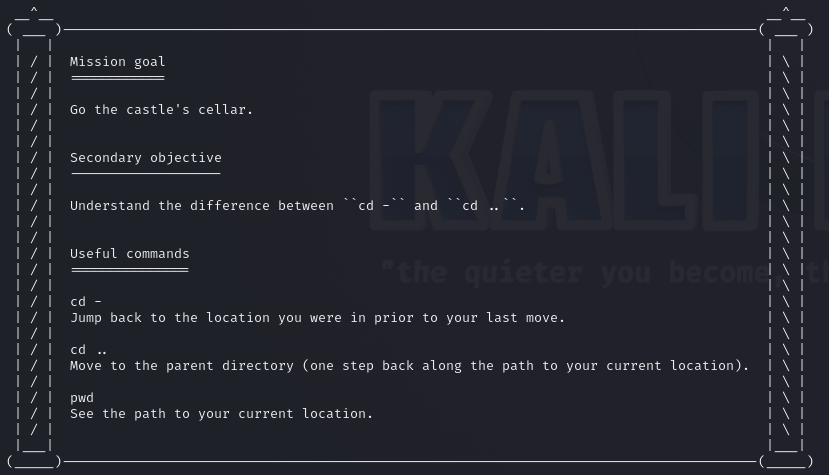 Mission goal
Go the castle's cellar.
Secondary objective
Understand the difference between ``cd -`` and ``cd ..``.
Useful commands
cd -
Jump back to the location you were in prior to your last move.
cd ..
Move to the parent directory (one step back along the path to your current location).
pwd
See the path to your current location.
KALI
"the quieter you become, th